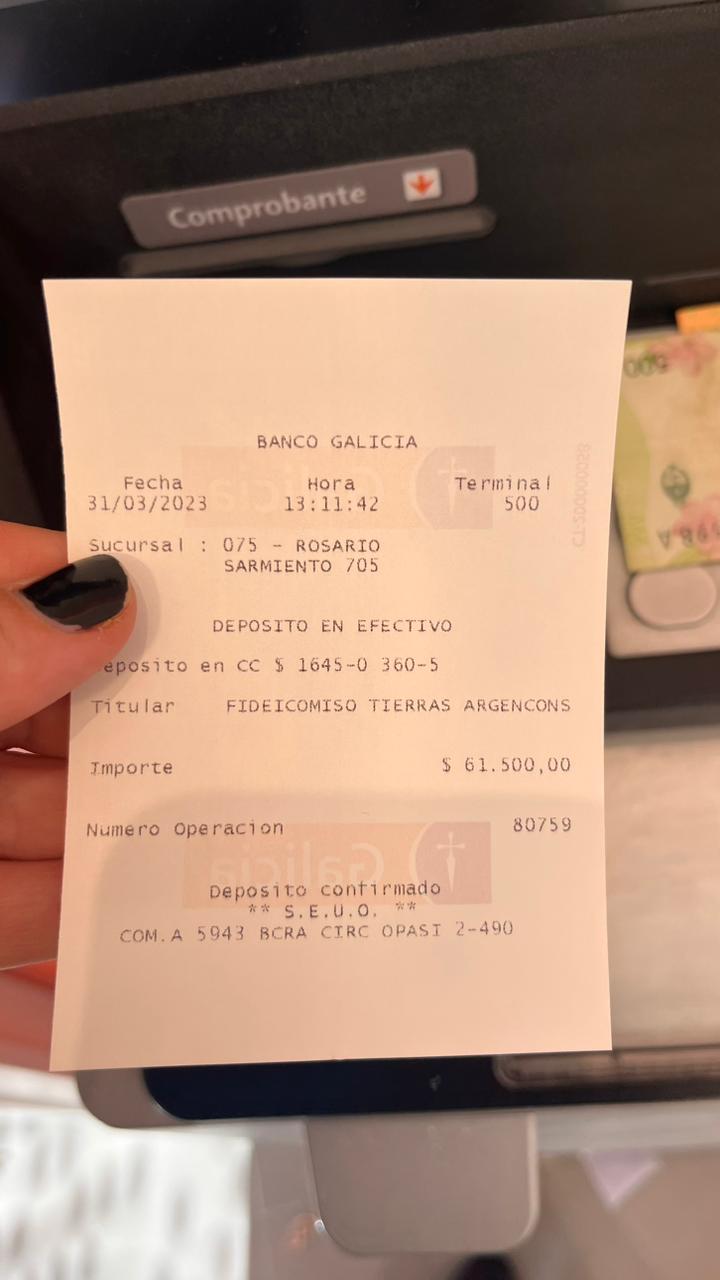 Comprobante
BANCO GALICIA
Fecha Hora Terminal
31/03/2023 13:11:42 500
Sucursal : 075 - ROSARIO
SARMIENTO 705
DEPOSITO EN EFECTIVO
eposito en CC $ 1645-0 360-5
Titular FIDEICOMISO TIERRAS ARGENCONS
Importe $ 61.500,00
Numero Operacion 80759
Galicia
Deposito confirmado
** S.E.U.O. **
COM.A 5943 BCRA CIRC OPASI 2-490
500